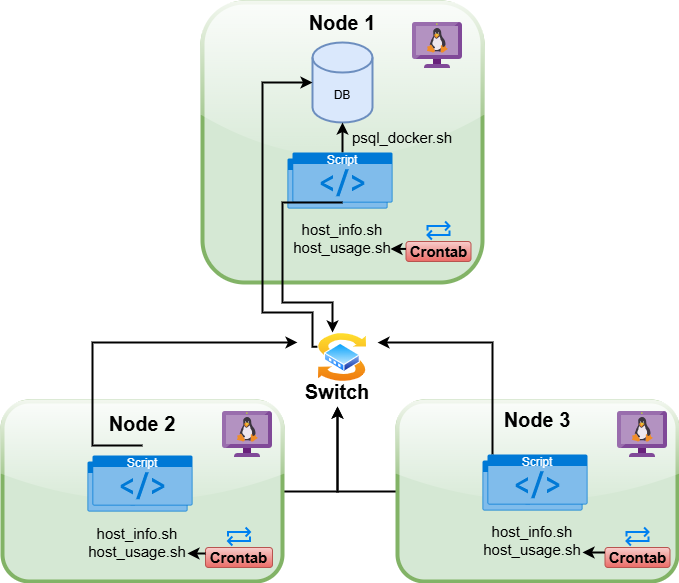 Node 1
DB
psql_docker.sh
Script
</>
host_info.sh
host_usage.sh
Crontab
Switch
Node 2
Script
</>
host_info.sh
host_usage.sh
Crontab
Node 3
Script
</>
host_info.sh
host_usage.sh
Crontab